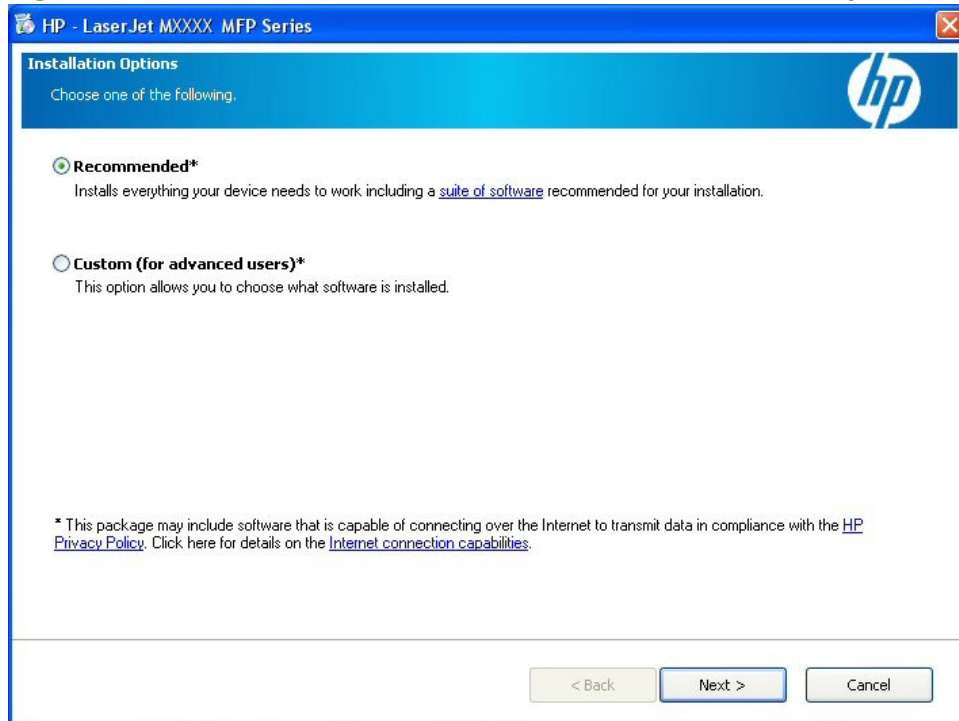 HP - LaserJet MXXXX MFP Series
Installation Options
Choose one of the following.
hp
Recommended*
Installs everything your device needs to work including a suite of software recommended for your installation.
Custom (for advanced users)*
This option allows you to choose what software is installed.
* This package may include software that is capable of connecting over the Internet to transmit data in compliance with the HP
Privacy Policy. Click here for details on the Internet connection capabilities.
< Back
Next >
Cancel